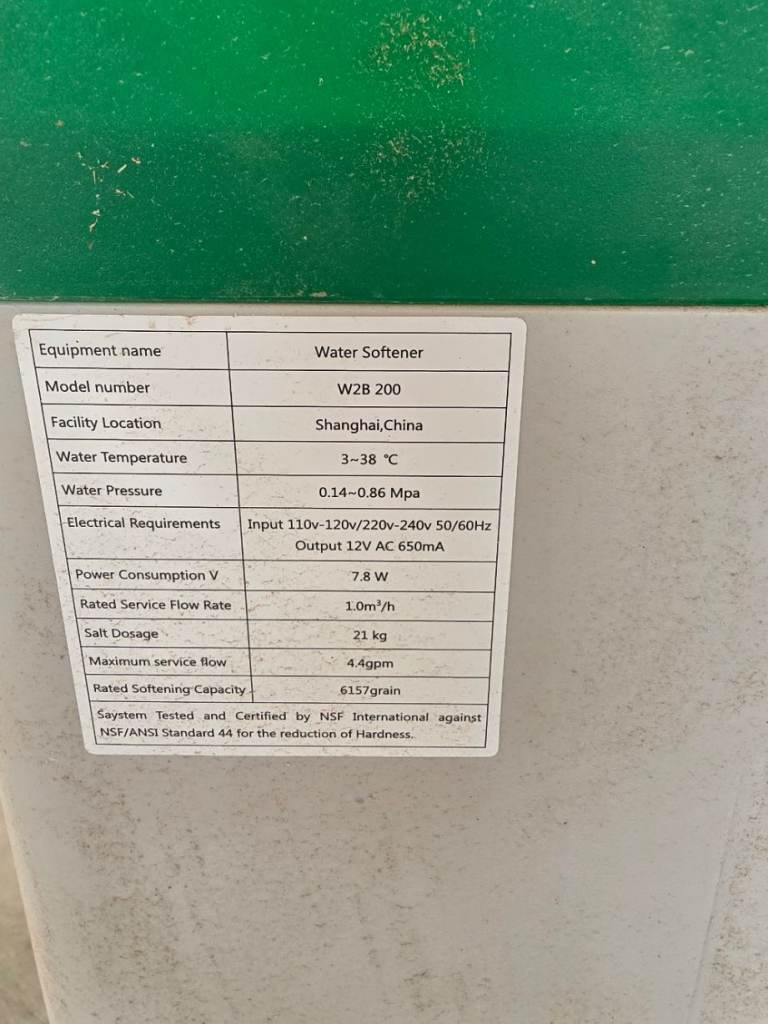 Equipment name Water Softener
Model number W2B 200
Facility Location Shanghai,China
Water Temperature 3~38 ℃
Water Pressure 0.14~0.86 Mpa
Electrical Requirements Input 110v-120v/220v-240v 50/60Hz
Output 12V AC 650mA
Power Consumption V 7.8 W
Rated Service Flow Rate 1.0m³/h
Salt Dosage 21 kg
Maximum service flow 4.4gpm
Rated Softening Capacity 6157grain
Saystem Tested and Certified by NSF International against
NSF/ANSI Standard 44 for the reduction of Hardness.